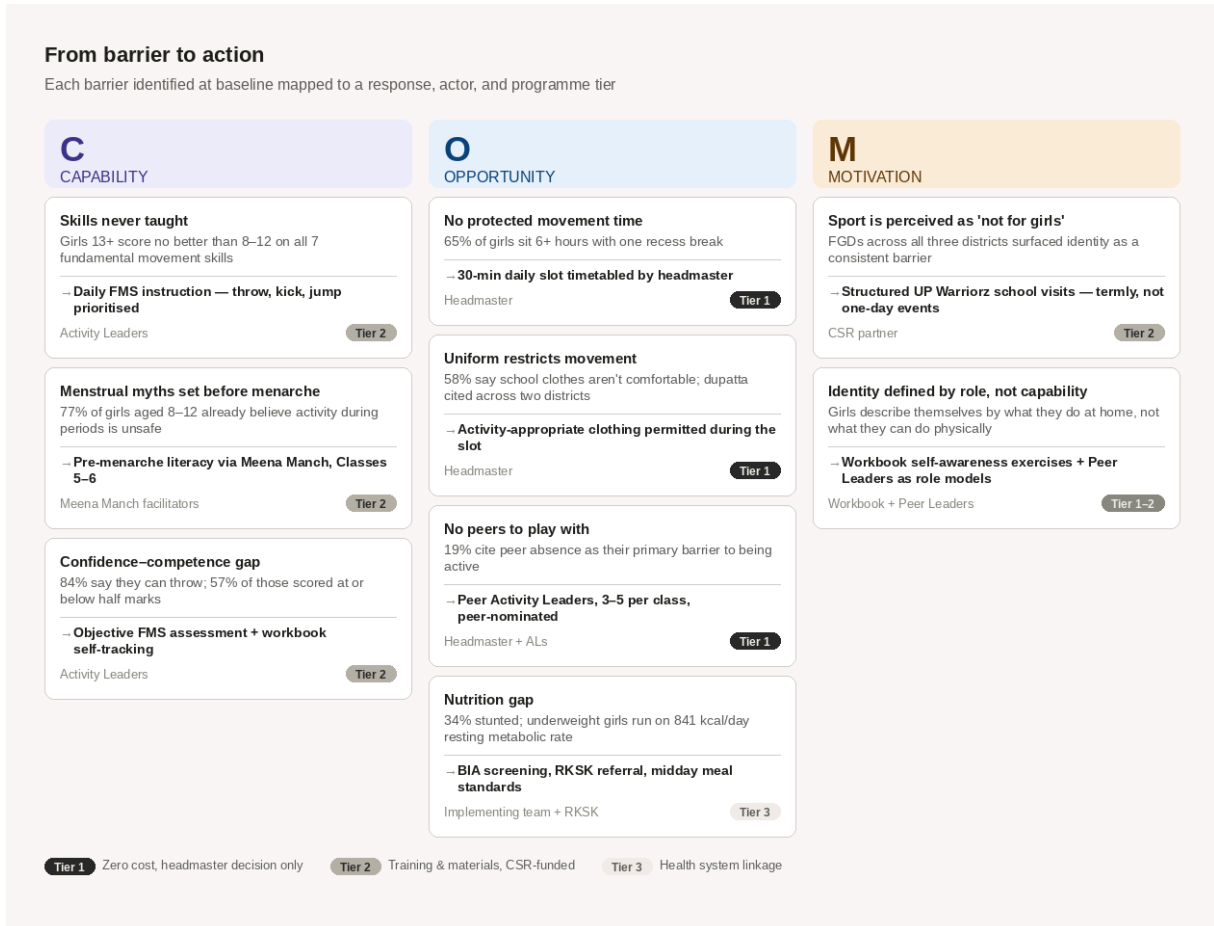 From barrier to action
Each barrier identified at baseline mapped to a response, actor, and programme tier
C
CAPABILITY
Skills never taught
Girls 13+ score no better than 8–12 on all 7
fundamental movement skills
→Daily FMS instruction — throw, kick, jump
prioritised
Activity Leaders
Tier 2
Menstrual myths set before menarche
77% of girls aged 8–12 already believe activity during
periods is unsafe
→Pre-menarche literacy via Meena Manch, Classes
5–6
Meena Manch facilitators
Tier 2
Confidence–competence gap
84% say they can throw; 57% of those scored at or
below half marks
→Objective FMS assessment + workbook
self-tracking
Activity Leaders
Tier 2
O
OPPORTUNITY
No protected movement time
65% of girls sit 6+ hours with one recess break
→30-min daily slot timetabled by headmaster
Headmaster
Tier 1
Uniform restricts movement
58% say school clothes aren't comfortable; dupatta
cited across two districts
→Activity-appropriate clothing permitted during the
slot
Headmaster
Tier 1
No peers to play with
19% cite peer absence as their primary barrier to being
active
→Peer Activity Leaders, 3–5 per class,
peer-nominated
Headmaster + ALs
Tier 1
Nutrition gap
34% stunted; underweight girls run on 841 kcal/day
resting metabolic rate
→BIA screening, RKSK referral, midday meal
standards
Implementing team + RKSK
Tier 3
M
MOTIVATION
Sport is perceived as 'not for girls'
FGDs across all three districts surfaced identity as a
consistent barrier
→Structured UP Warriorz school visits — termly, not
one-day events
CSR partner
Tier 2
Identity defined by role, not capability
Girls describe themselves by what they do at home, not
what they can do physically
→Workbook self-awareness exercises + Peer
Leaders as role models
Workbook + Peer Leaders
Tier 1–2
Tier 1 Zero cost, headmaster decision only
Tier 2 Training & materials, CSR-funded
Tier 3 Health system linkage